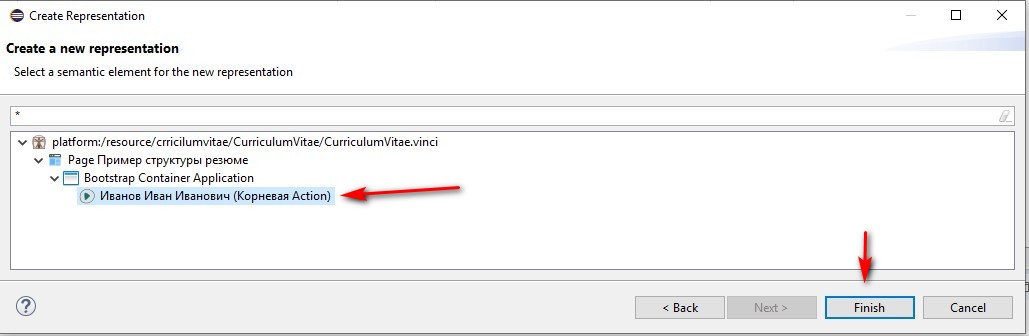 Create Representation
Create a new representation
Select a semantic element for the new representation
*
platform:/resource/crricilumvitae/CurriculumVitae/CurriculumVitae.vinci
Page Пример структуры резюме
Bootstrap Container Application
Иванов Иван Иванович (Корневая Action)
? < Back Next > Finish Cancel